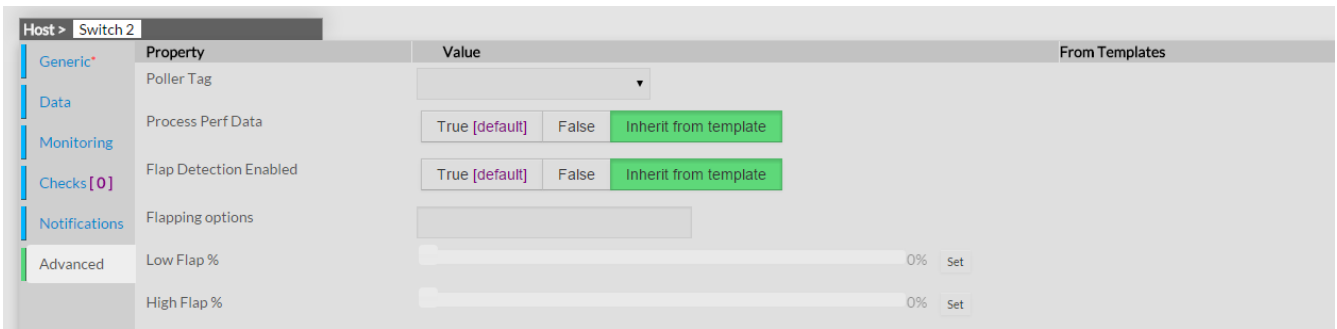 Host > Switch 2
Property Value From Templates
Generic*
Data
Monitoring
Checks [ 0 ]
Notifications
Advanced
Poller Tag
Process Perf Data True [default] False Inherit from template
Flap Detection Enabled True [default] False Inherit from template
Flapping options
Low Flap % 0% Set
High Flap % 0% Set